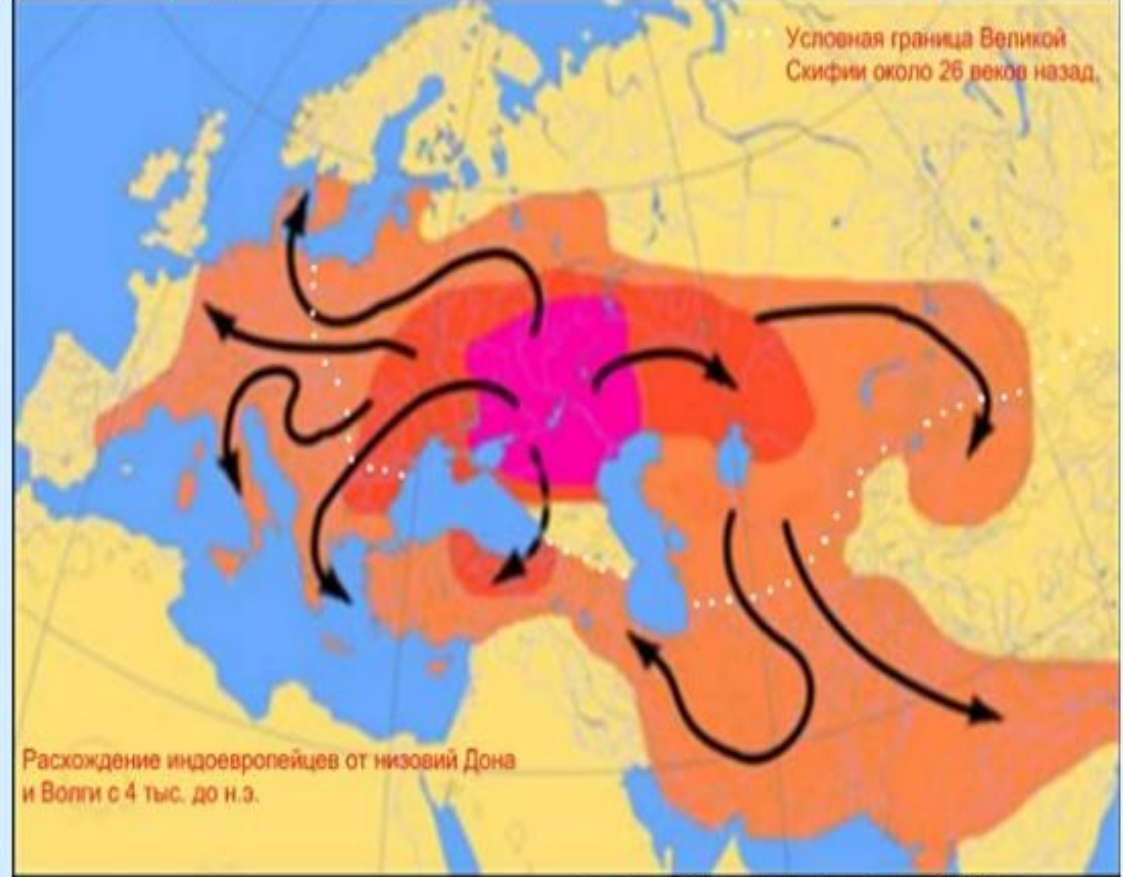 Условная граница Великой
Скифии около 26 веков назад.
Расхождение индоевропейцев от низовий Дона
и Волги с 4 тыс. до н.э.